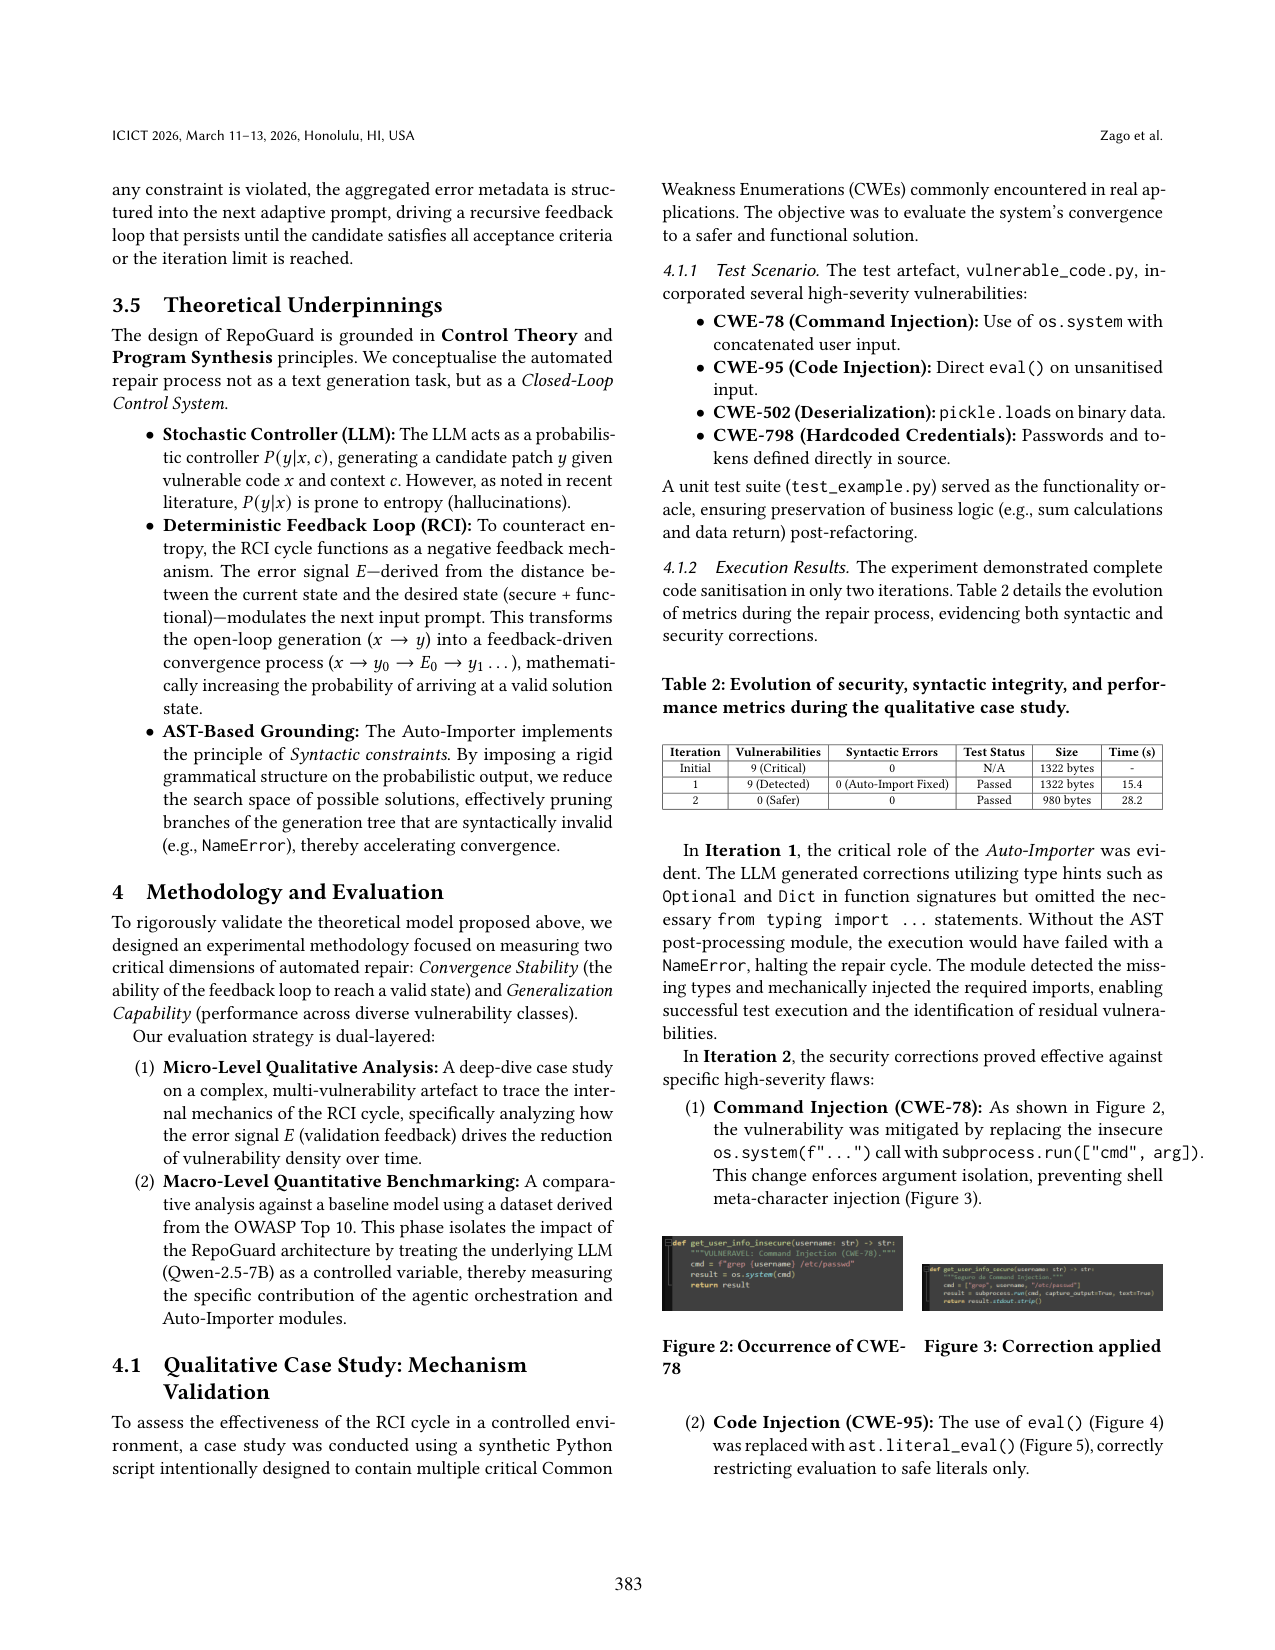 ICICT 2026, March 11–13, 2026, Honolulu, HI, USA
Zago et al.
any constraint is violated, the aggregated error metadata is struc-
tured into the next adaptive prompt, driving a recursive feedback
loop that persists until the candidate satisfies all acceptance criteria
or the iteration limit is reached.
3.5 Theoretical Underpinnings
The design of RepoGuard is grounded in Control Theory and
Program Synthesis principles. We conceptualise the automated
repair process not as a text generation task, but as a Closed-Loop
Control System.
• Stochastic Controller (LLM): The LLM acts as a probabilis-
tic controller P(y|x, c), generating a candidate patch y given
vulnerable code x and context c. However, as noted in recent
literature, P(y|x) is prone to entropy (hallucinations).
• Deterministic Feedback Loop (RCI): To counteract en-
tropy, the RCI cycle functions as a negative feedback mech-
anism. The error signal E—derived from the distance be-
tween the current state and the desired state (secure + func-
tional)—modulates the next input prompt. This transforms
the open-loop generation (x → y) into a feedback-driven
convergence process (x → y₀ → E₀ → y₁ . . . ), mathemati-
cally increasing the probability of arriving at a valid solution
state.
• AST-Based Grounding: The Auto-Importer implements
the principle of Syntactic constraints. By imposing a rigid
grammatical structure on the probabilistic output, we reduce
the search space of possible solutions, effectively pruning
branches of the generation tree that are syntactically invalid
(e.g., NameError), thereby accelerating convergence.
4 Methodology and Evaluation
To rigorously validate the theoretical model proposed above, we
designed an experimental methodology focused on measuring two
critical dimensions of automated repair: Convergence Stability (the
ability of the feedback loop to reach a valid state) and Generalization
Capability (performance across diverse vulnerability classes).
Our evaluation strategy is dual-layered:
(1) Micro-Level Qualitative Analysis: A deep-dive case study
on a complex, multi-vulnerability artefact to trace the inter-
nal mechanics of the RCI cycle, specifically analyzing how
the error signal E (validation feedback) drives the reduction
of vulnerability density over time.
(2) Macro-Level Quantitative Benchmarking: A compara-
tive analysis against a baseline model using a dataset derived
from the OWASP Top 10. This phase isolates the impact of
the RepoGuard architecture by treating the underlying LLM
(Qwen-2.5-7B) as a controlled variable, thereby measuring
the specific contribution of the agentic orchestration and
Auto-Importer modules.
4.1 Qualitative Case Study: Mechanism
Validation
To assess the effectiveness of the RCI cycle in a controlled envi-
ronment, a case study was conducted using a synthetic Python
script intentionally designed to contain multiple critical Common
Weakness Enumerations (CWEs) commonly encountered in real ap-
plications. The objective was to evaluate the system's convergence
to a safer and functional solution.
4.1.1 Test Scenario. The test artefact, vulnerable_code.py, in-
corporated several high-severity vulnerabilities:
• CWE-78 (Command Injection): Use of os.system with
concatenated user input.
• CWE-95 (Code Injection): Direct eval() on unsanitised
input.
• CWE-502 (Deserialization): pickle.loads on binary data.
• CWE-798 (Hardcoded Credentials): Passwords and to-
kens defined directly in source.
A unit test suite (test_example.py) served as the functionality or-
acle, ensuring preservation of business logic (e.g., sum calculations
and data return) post-refactoring.
4.1.2 Execution Results. The experiment demonstrated complete
code sanitisation in only two iterations. Table 2 details the evolution
of metrics during the repair process, evidencing both syntactic and
security corrections.
Table 2: Evolution of security, syntactic integrity, and perfor-
mance metrics during the qualitative case study.
Iteration Vulnerabilities Syntactic Errors Test Status Size Time (s)
Initial 9 (Critical) 0 N/A 1322 bytes -
1 9 (Detected) 0 (Auto-Import Fixed) Passed 1322 bytes 15.4
2 0 (Safer) 0 Passed 980 bytes 28.2
In Iteration 1, the critical role of the Auto-Importer was evi-
dent. The LLM generated corrections utilizing type hints such as
Optional and Dict in function signatures but omitted the nec-
essary from typing import ... statements. Without the AST
post-processing module, the execution would have failed with a
NameError, halting the repair cycle. The module detected the miss-
ing types and mechanically injected the required imports, enabling
successful test execution and the identification of residual vulnera-
bilities.
In Iteration 2, the security corrections proved effective against
specific high-severity flaws:
(1) Command Injection (CWE-78): As shown in Figure 2,
the vulnerability was mitigated by replacing the insecure
os.system(f"...") call with subprocess.run(["cmd", arg]).
This change enforces argument isolation, preventing shell
meta-character injection (Figure 3).
def get_user_info_insecure(username: str) -> str:
"""VULNERAVEL: Command Injection (CWE-78)."""
cmd = f"grep {username} /etc/passwd"
result = os.system(cmd)
return result
def get_user_info_secure(username: str) -> str:
"""Seguro de Command Injection."""
cmd = ["grep", username, "/etc/passwd"]
result = subprocess.run(cmd, capture_output=True, text=True)
return result.stdout.strip()
Figure 2: Occurrence of CWE-
78
Figure 3: Correction applied
(2) Code Injection (CWE-95): The use of eval() (Figure 4)
was replaced with ast.literal_eval() (Figure 5), correctly
restricting evaluation to safe literals only.
383